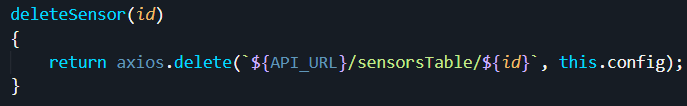 deleteSensor(id)
{
    return axios.delete(`${API_URL}/sensorsTable/${id}`, this.config);
}